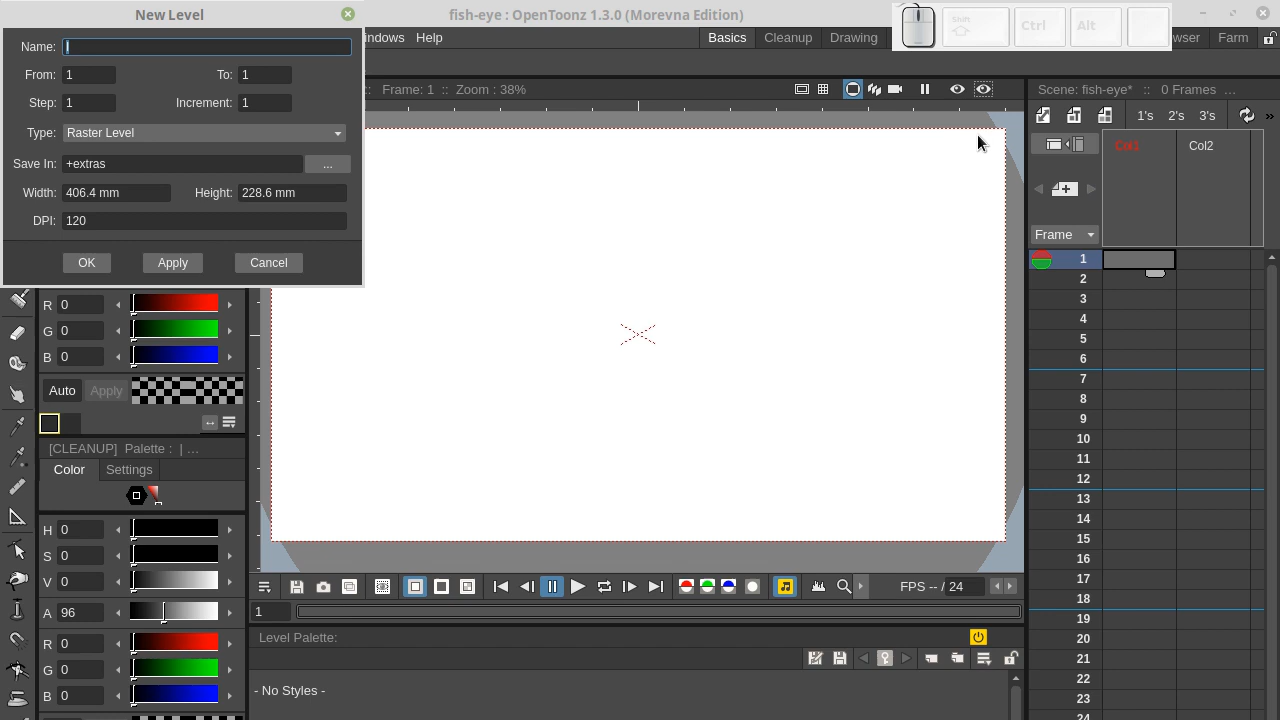 New Level
fish-eye : OpenToonz 1.3.0 (Morevna Edition)
Shift
Ctrl
Alt
Name:
From: 1 To: 1
Step: 1 Increment: 1
Type: Raster Level
Save In: +extras ...
Width: 406.4 mm Height: 228.6 mm
DPI: 120
OK Apply Cancel
ndows Help
Basics Cleanup Drawing
wser Farm
:: Frame: 1 :: Zoom : 38%
Scene: fish-eye* :: 0 Frames ...
1's 2's 3's »
Col1 Col2
Frame
1
2
3
4
5
6
7
8
9
10
11
12
13
14
15
16
17
18
19
20
21
22
23
24
R 0
G 0
B 0
Auto Apply
[CLEANUP] Palette : | ...
Color Settings
H 0
S 0
V 0
A 96
R 0
G 0
B 0
FPS -- / 24
1
Level Palette:
- No Styles -